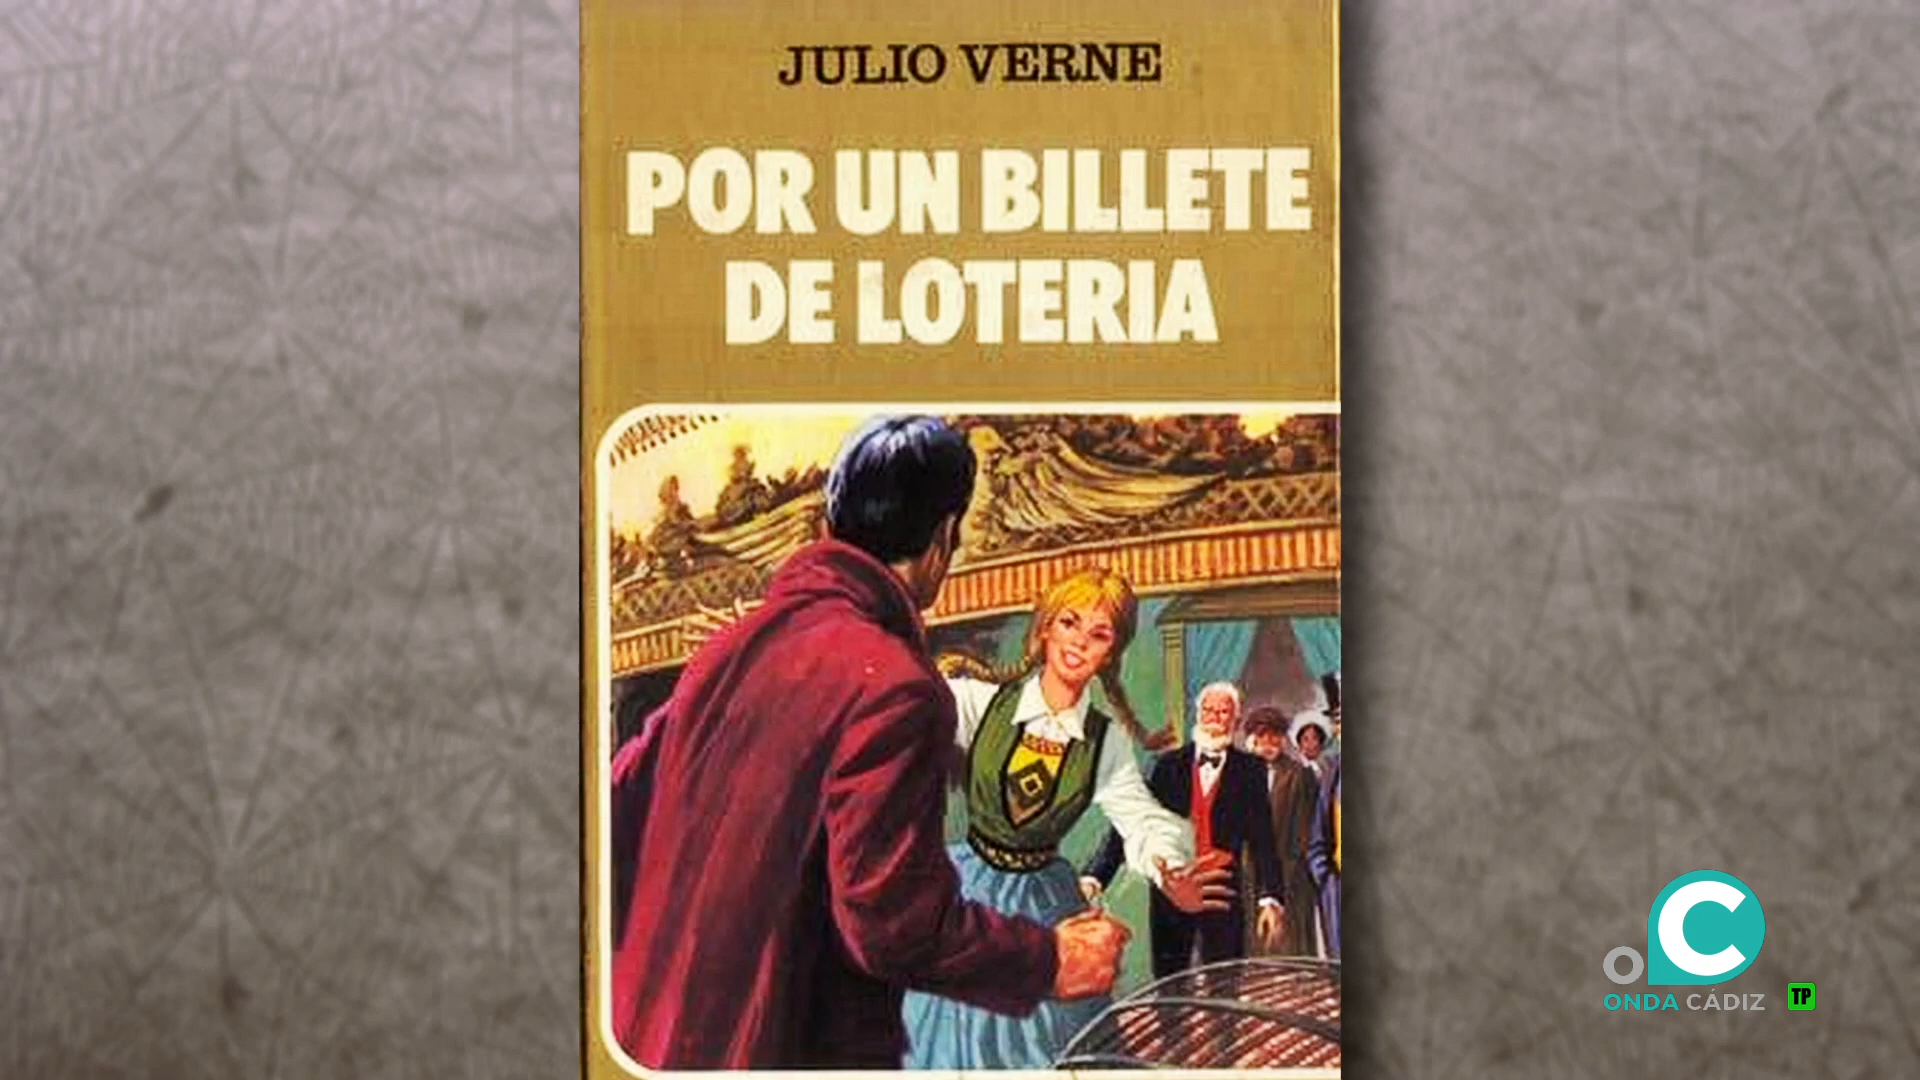 JULIO VERNE
POR UN BILLETE
DE LOTERIA
ONDA CÁDIZ
TP